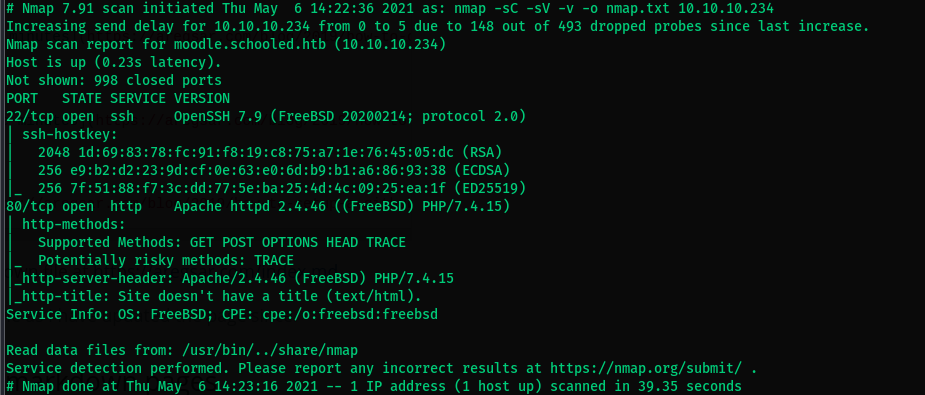 # Nmap 7.91 scan initiated Thu May  6 14:22:36 2021 as: nmap -sC -sV -v -o nmap.txt 10.10.10.234
Increasing send delay for 10.10.10.234 from 0 to 5 due to 148 out of 493 dropped probes since last increase.
Nmap scan report for moodle.schooled.htb (10.10.10.234)
Host is up (0.23s latency).
Not shown: 998 closed ports
PORT   STATE SERVICE VERSION
22/tcp open  ssh     OpenSSH 7.9 (FreeBSD 20200214; protocol 2.0)
| ssh-hostkey:
|   2048 1d:69:83:78:fc:91:f8:19:c8:75:a7:1e:76:45:05:dc (RSA)
|   256 e9:b2:d2:23:9d:cf:0e:63:e0:6d:b9:b1:a6:86:93:38 (ECDSA)
|_  256 7f:51:88:f7:3c:dd:77:5e:ba:25:4d:4c:09:25:ea:1f (ED25519)
80/tcp open  http    Apache httpd 2.4.46 ((FreeBSD) PHP/7.4.15)
| http-methods:
|   Supported Methods: GET POST OPTIONS HEAD TRACE
|_  Potentially risky methods: TRACE
|_http-server-header: Apache/2.4.46 (FreeBSD) PHP/7.4.15
|_http-title: Site doesn't have a title (text/html).
Service Info: OS: FreeBSD; CPE: cpe:/o:freebsd:freebsd
Read data files from: /usr/bin/../share/nmap
Service detection performed. Please report any incorrect results at https://nmap.org/submit/ .
# Nmap done at Thu May  6 14:23:16 2021 -- 1 IP address (1 host up) scanned in 39.35 seconds